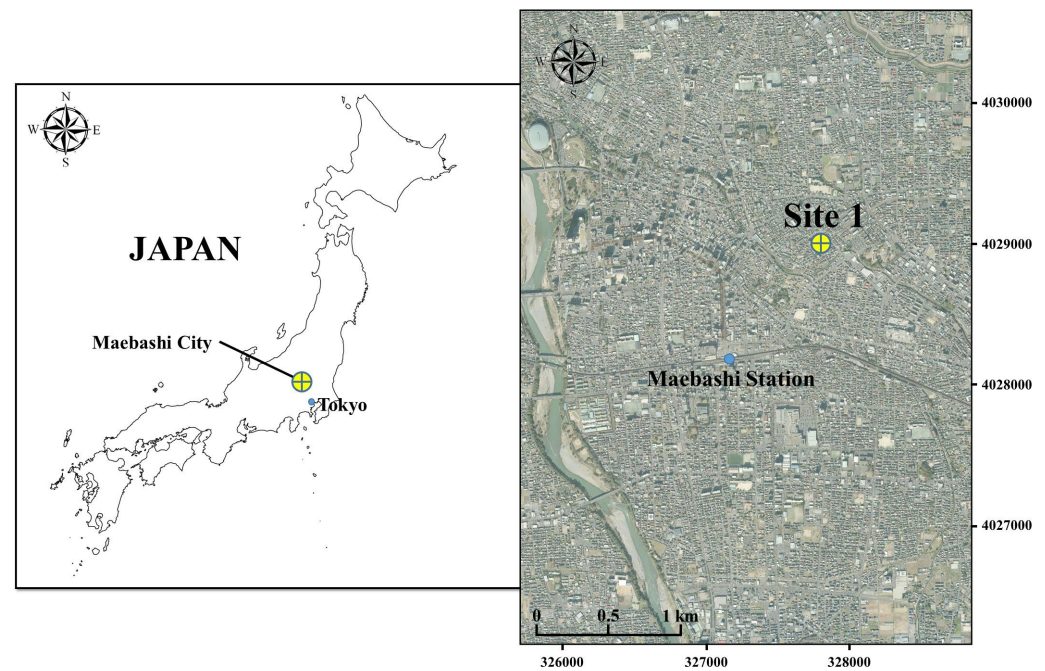 N
W E
S
JAPAN
Maebashi City
Tokyo
N
W E
S
Site 1
Maebashi Station
0 0.5 1 km
4030000
4029000
4028000
4027000
326000 327000 328000